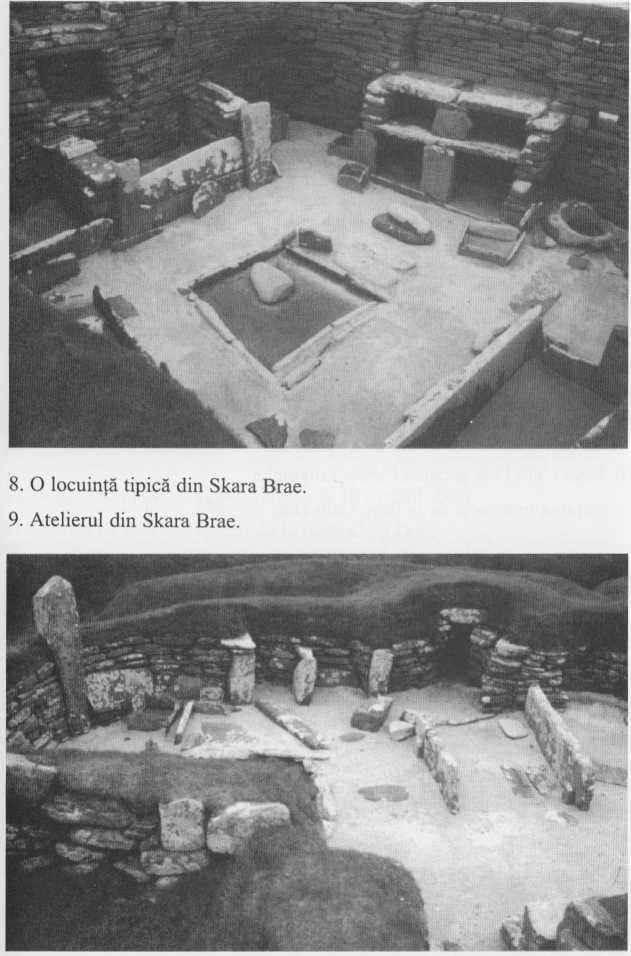 8. O locuință tipică din Skara Brae.
9. Atelierul din Skara Brae.